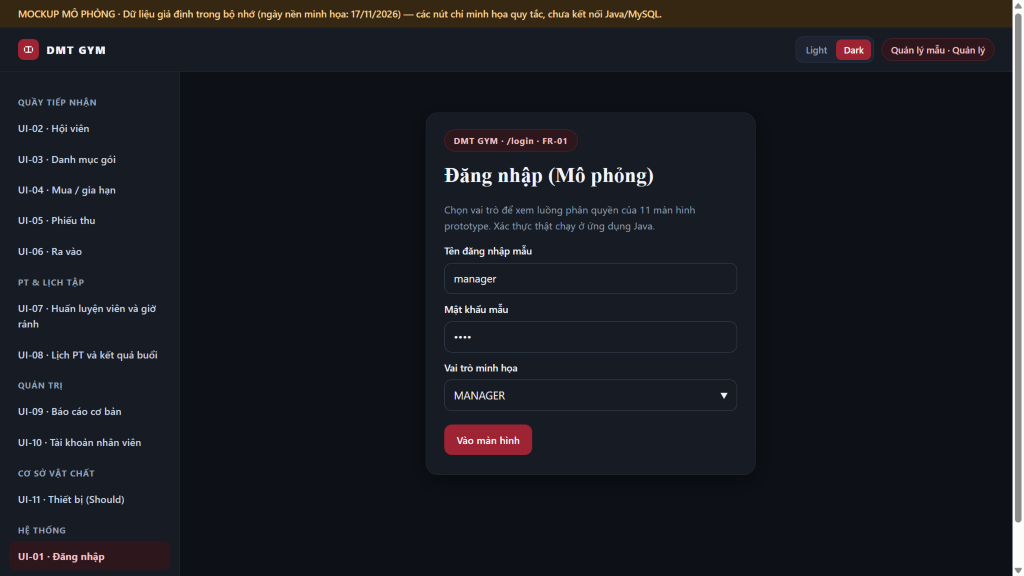 MOCKUP MÔ PHỎNG · Dữ liệu giả định trong bộ nhớ (ngày nền minh họa: 17/11/2026) — các nút chỉ minh họa quy tắc, chưa kết nối Java/MySQL.
DMT GYM
Light
Dark
Quản lý mẫu · Quản lý
QUẦY TIẾP NHẬN
UI-02 · Hội viên
UI-03 · Danh mục gói
UI-04 · Mua / gia hạn
UI-05 · Phiếu thu
UI-06 · Ra vào
PT & LỊCH TẬP
UI-07 · Huấn luyện viên và giờ
rảnh
UI-08 · Lịch PT và kết quả buổi
QUẢN TRỊ
UI-09 · Báo cáo cơ bản
UI-10 · Tài khoản nhân viên
CƠ SỞ VẬT CHẤT
UI-11 · Thiết bị (Should)
HỆ THỐNG
UI-01 · Đăng nhập
DMT GYM · /login · FR-01
Đăng nhập (Mô phỏng)
Chọn vai trò để xem luồng phân quyền của 11 màn hình
prototype. Xác thực thật chạy ở ứng dụng Java.
Tên đăng nhập mẫu
manager
Mật khẩu mẫu
••••
Vai trò minh họa
MANAGER
Vào màn hình